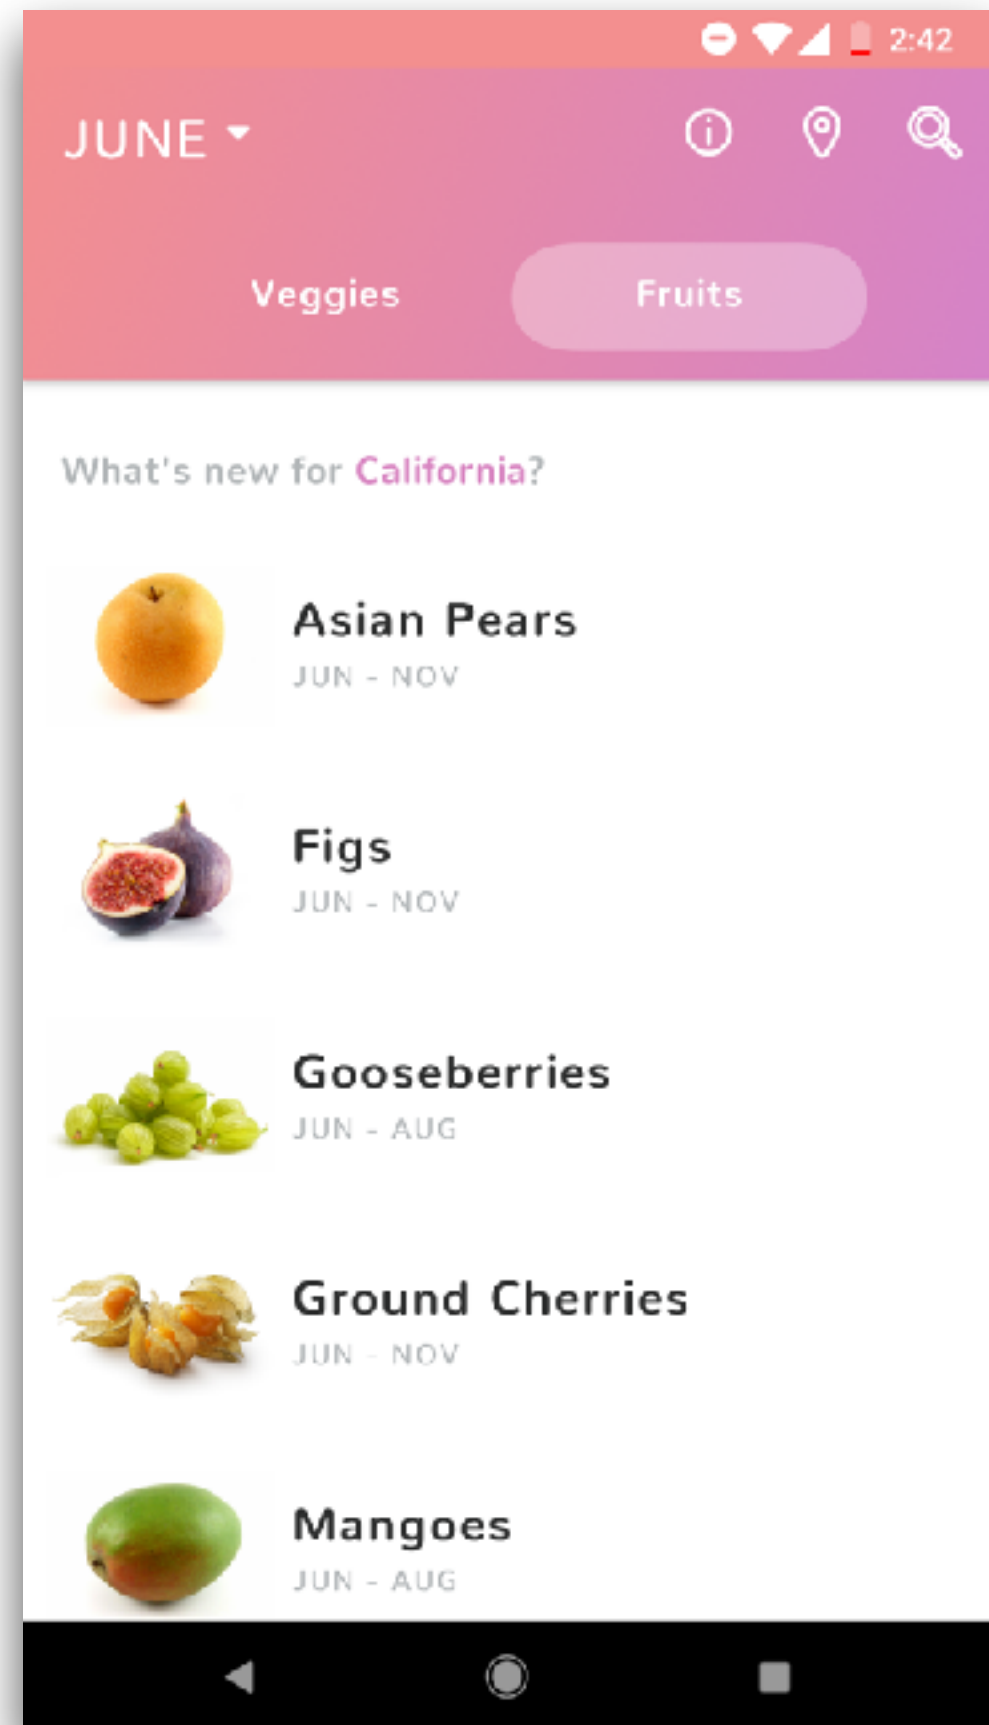 2:42
JUNE
Veggies Fruits
What's new for California?
Asian Pears
JUN - NOV
Figs
JUN - NOV
Gooseberries
JUN - AUG
Ground Cherries
JUN - NOV
Mangoes
JUN - AUG